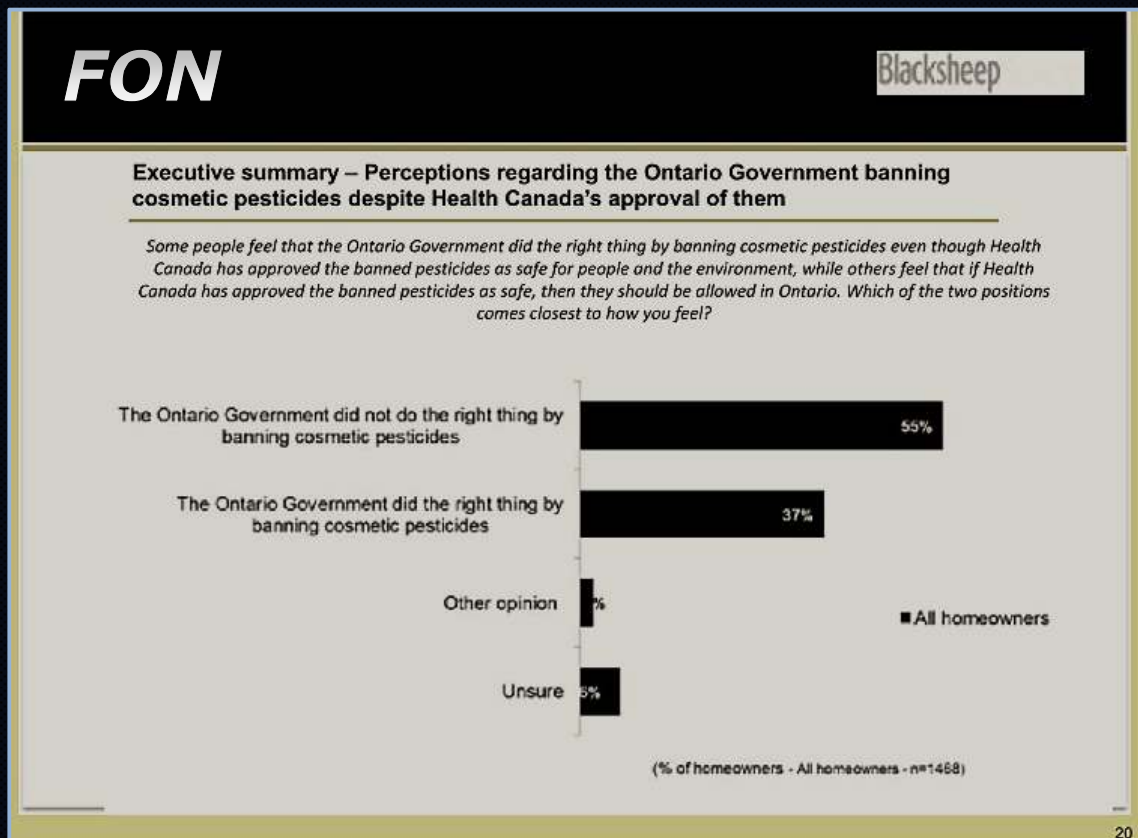 FON
Blacksheep
Executive summary – Perceptions regarding the Ontario Government banning
cosmetic pesticides despite Health Canada's approval of them
Some people feel that the Ontario Government did the right thing by banning cosmetic pesticides even though Health
Canada has approved the banned pesticides as safe for people and the environment, while others feel that if Health
Canada has approved the banned pesticides as safe, then they should be allowed in Ontario. Which of the two positions
comes closest to how you feel?
The Ontario Government did not do the right thing by
banning cosmetic pesticides
55%
The Ontario Government did the right thing by
banning cosmetic pesticides
37%
Other opinion
%
All homeowners
Unsure
(% of homeowners - All homeowners - n=1468)
20